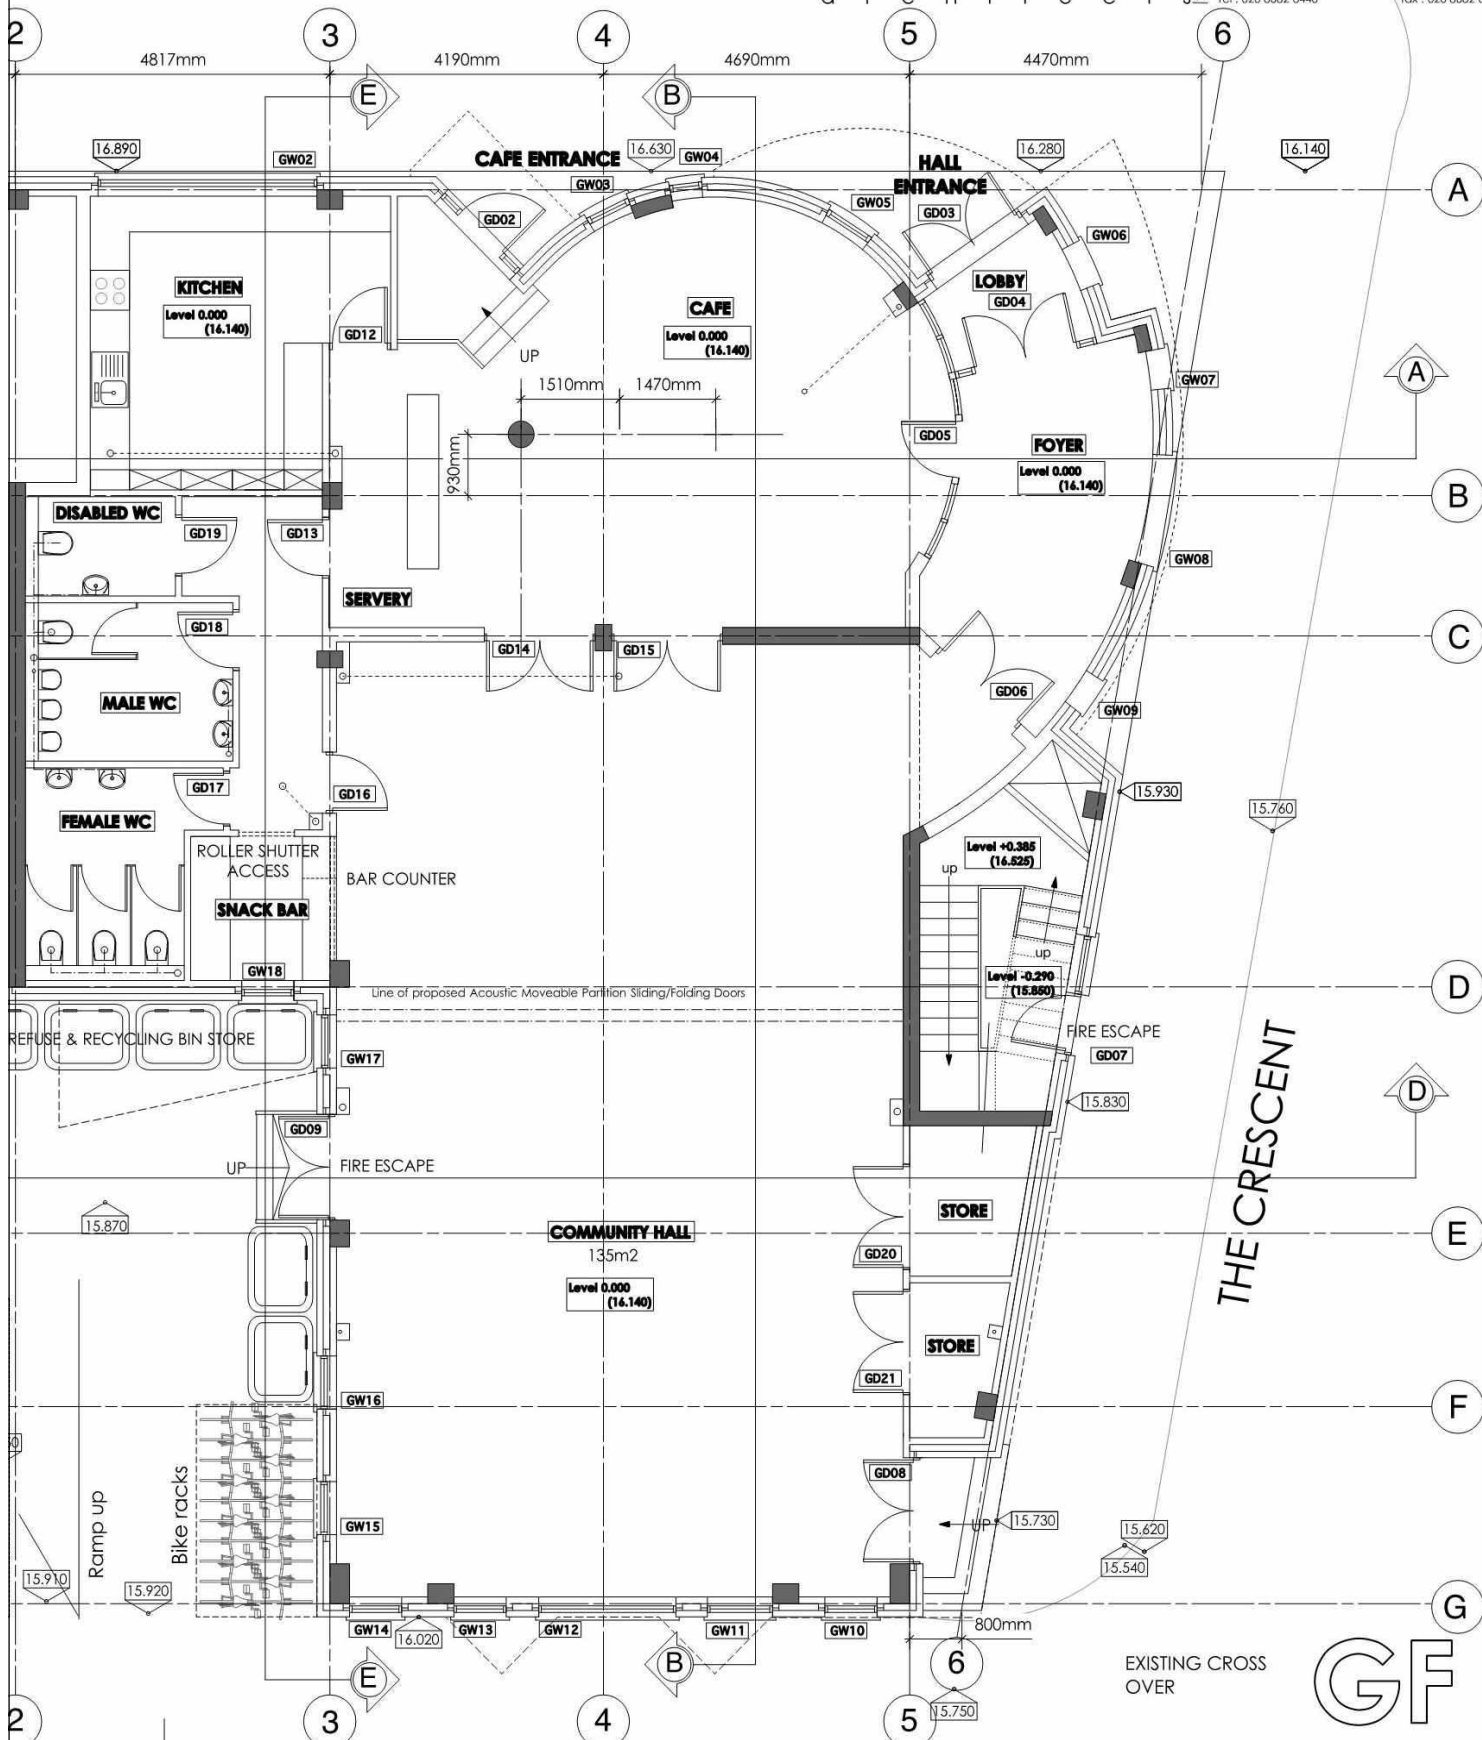 2
3
4
5
6
4817mm
4190mm
4690mm
4470mm
E
B
16.890
GW02
CAFE ENTRANCE
16.630
GW04
HALL
ENTRANCE
16.280
16.140
A
GW03
GD02
GW05
GD03
GW06
KITCHEN
Level 0.000
(16.140)
GD12
UP
CAFE
Level 0.000
(16.140)
LOBBY
GD04
GW07
A
1510mm
1470mm
930mm
GD05
FOYER
Level 0.000
(16.140)
B
DISABLED WC
GD19
GD13
GW08
SERVERY
GD18
GD14
GD15
C
MALE WC
GD06
GW09
GD17
GD16
15.930
15.760
FEMALE WC
ROLLER SHUTTER
ACCESS
BAR COUNTER
Level +0.385
(16.525)
up
SNACK BAR
up
GW18
Level -0.290
(15.850)
Line of proposed Acoustic Moveable Partition Sliding/Folding Doors
D
REFUSE & RECYCLING BIN STORE
GW17
FIRE ESCAPE
GD07
THE CRESCENT
15.830
D
GD09
UP
FIRE ESCAPE
15.870
STORE
COMMUNITY HALL
135m2
GD20
E
Level 0.000
(16.140)
STORE
GD21
GW16
F
Ramp up
Bike racks
GD08
GW15
UP
15.730
15.620
15.540
15.910
15.920
G
GW14
16.020
GW13
GW12
GW11
GW10
800mm
E
B
6
15.750
EXISTING CROSS
OVER
GF
2
3
4
5